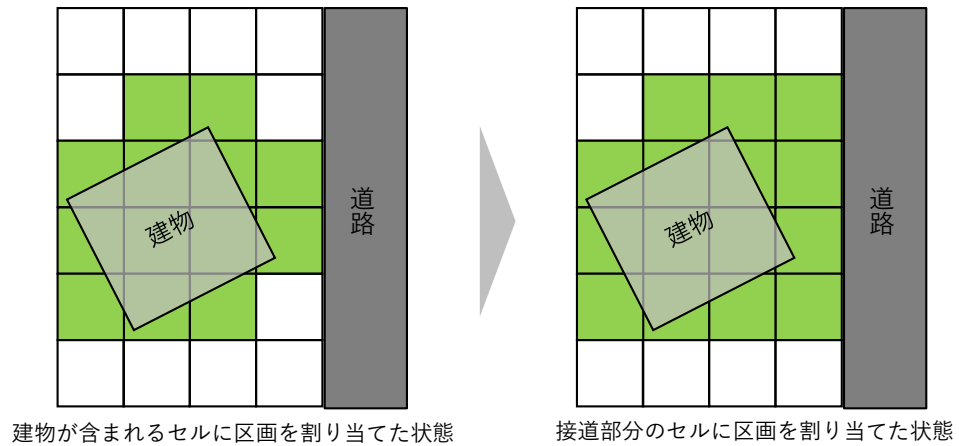 建物
道路
建物
道路
建物が含まれるセルに区画を割り当てた状態
接道部分のセルに区画を割り当てた状態